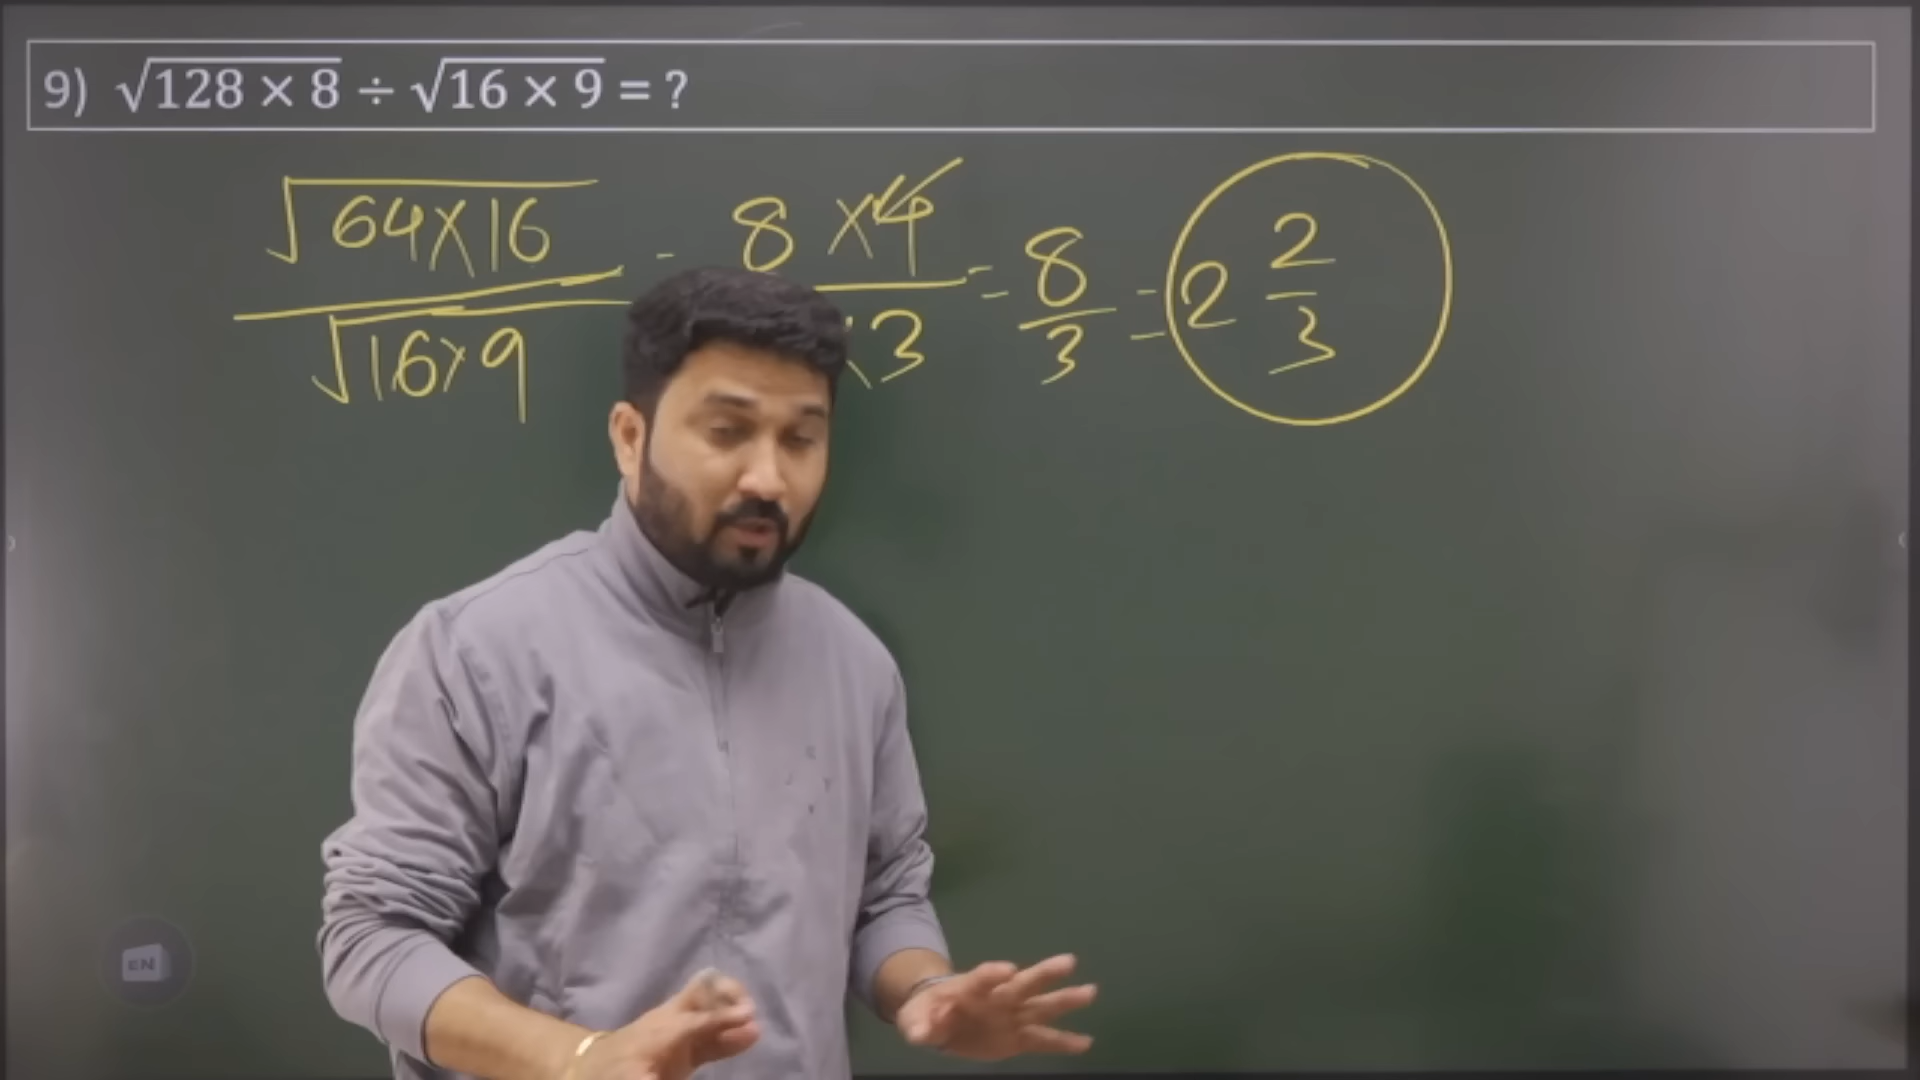 9) √128 × 8 ÷ √16 × 9 = ?
√64×16 / √16×9 = 8 ×4 / ×3 = 8/3 = 2 2/3
EN